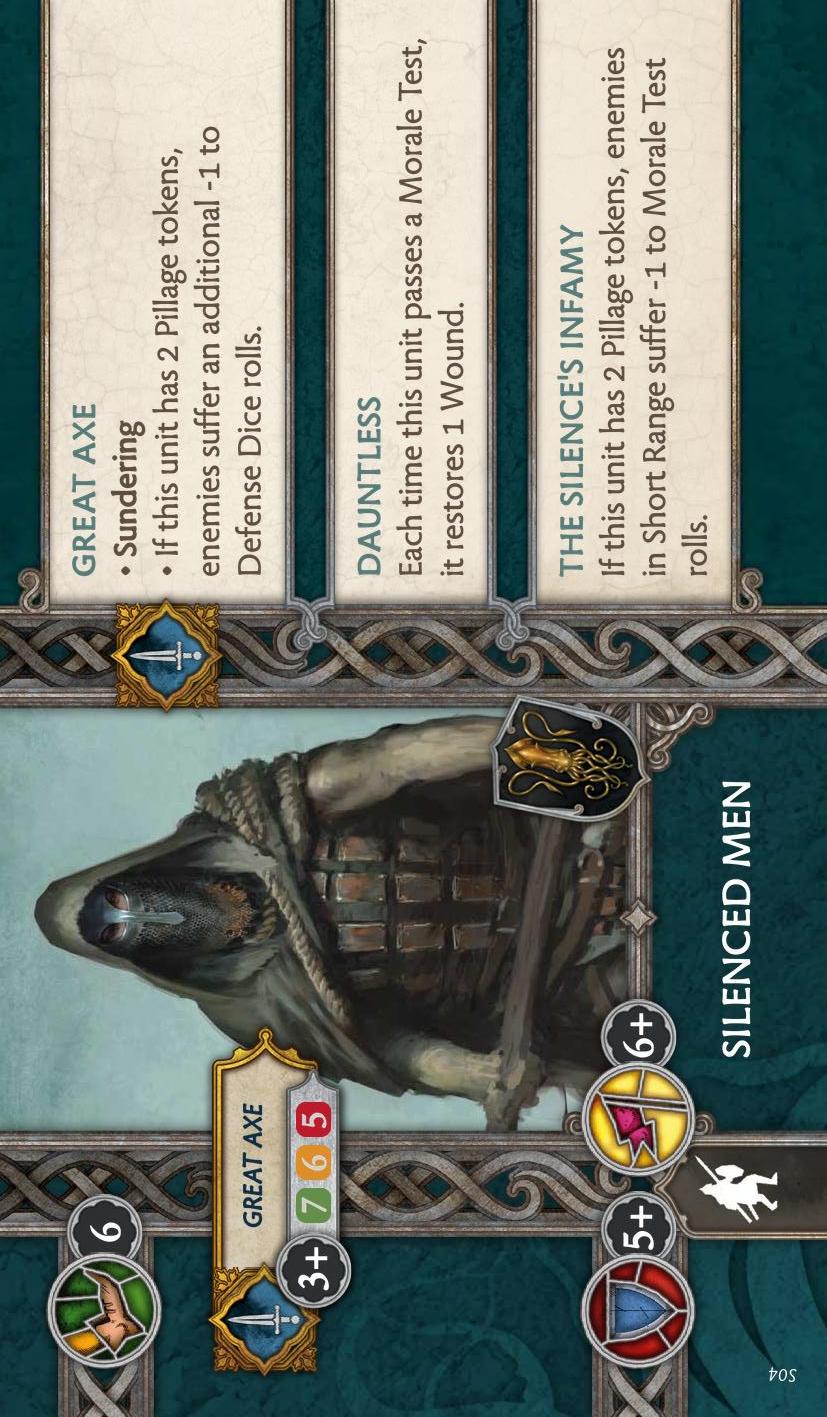 6
GREAT AXE
3+
7 6 5
5+
6+
SILENCED MEN
S04
GREAT AXE
• Sundering
• If this unit has 2 Pillage tokens,
enemies suffer an additional -1 to
Defense Dice rolls.
DAUNTLESS
Each time this unit passes a Morale Test,
it restores 1 Wound.
THE SILENCE'S INFAMY
If this unit has 2 Pillage tokens, enemies
in Short Range suffer -1 to Morale Test
rolls.